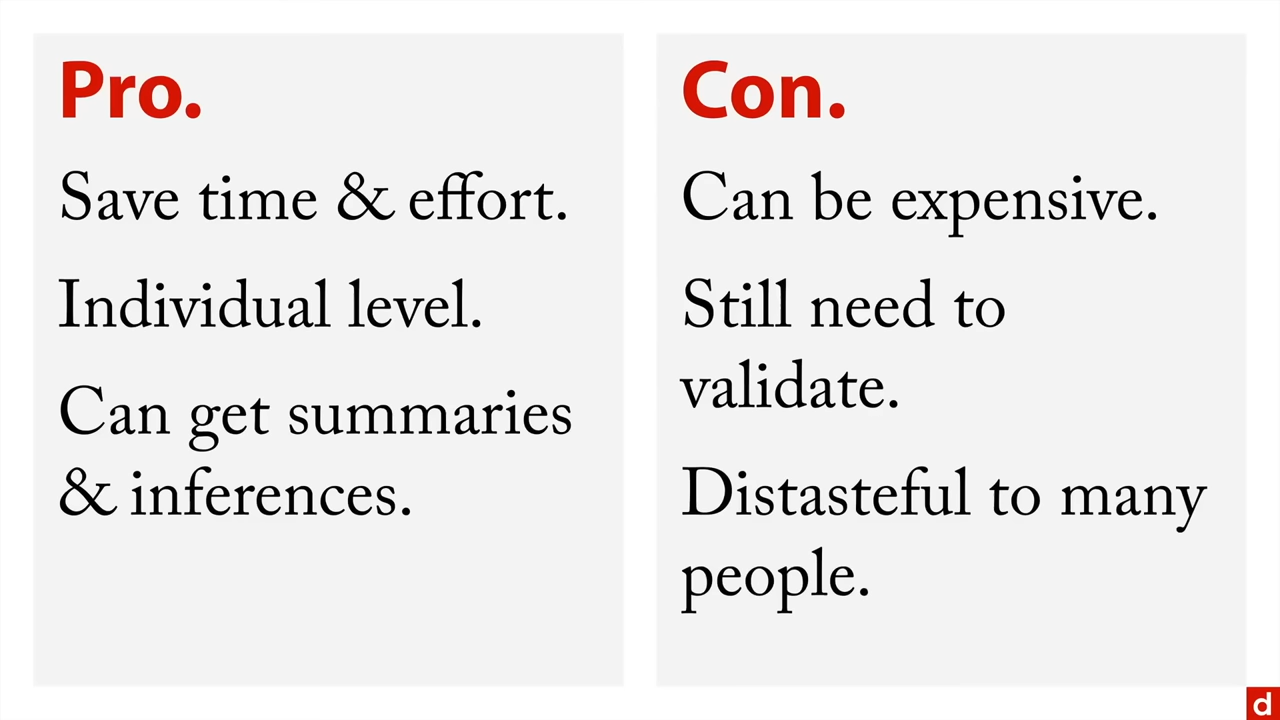 Pro.
Save time & effort.
Individual level.
Can get summaries
& inferences.
Con.
Can be expensive.
Still need to
validate.
Distasteful to many
people.
d